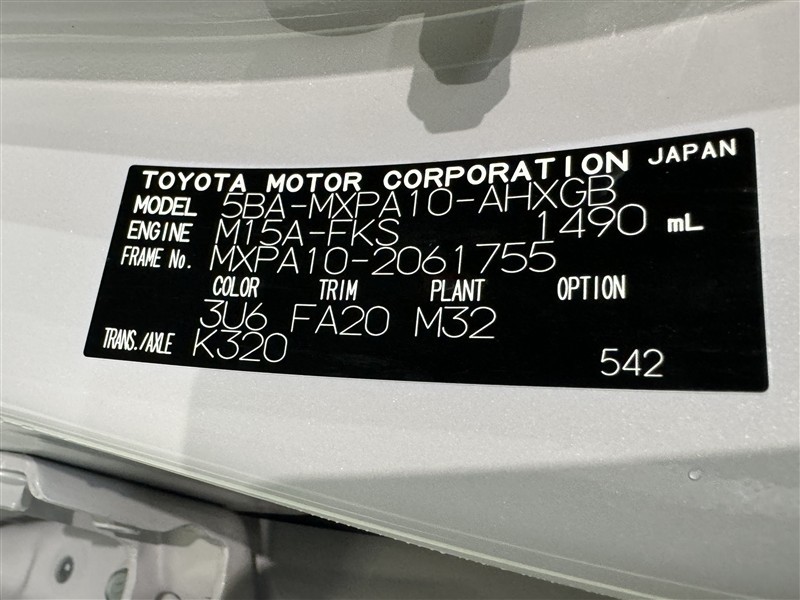 TOYOTA MOTOR CORPORATION JAPAN
MODEL 5BA-MXPA10-AHXGB
ENGINE M15A-FKS 1490 mL
FRAME No. MXPA10-2061755
COLOR TRIM PLANT OPTION
3U6 FA20 M32
TRANS./AXLE K320 542